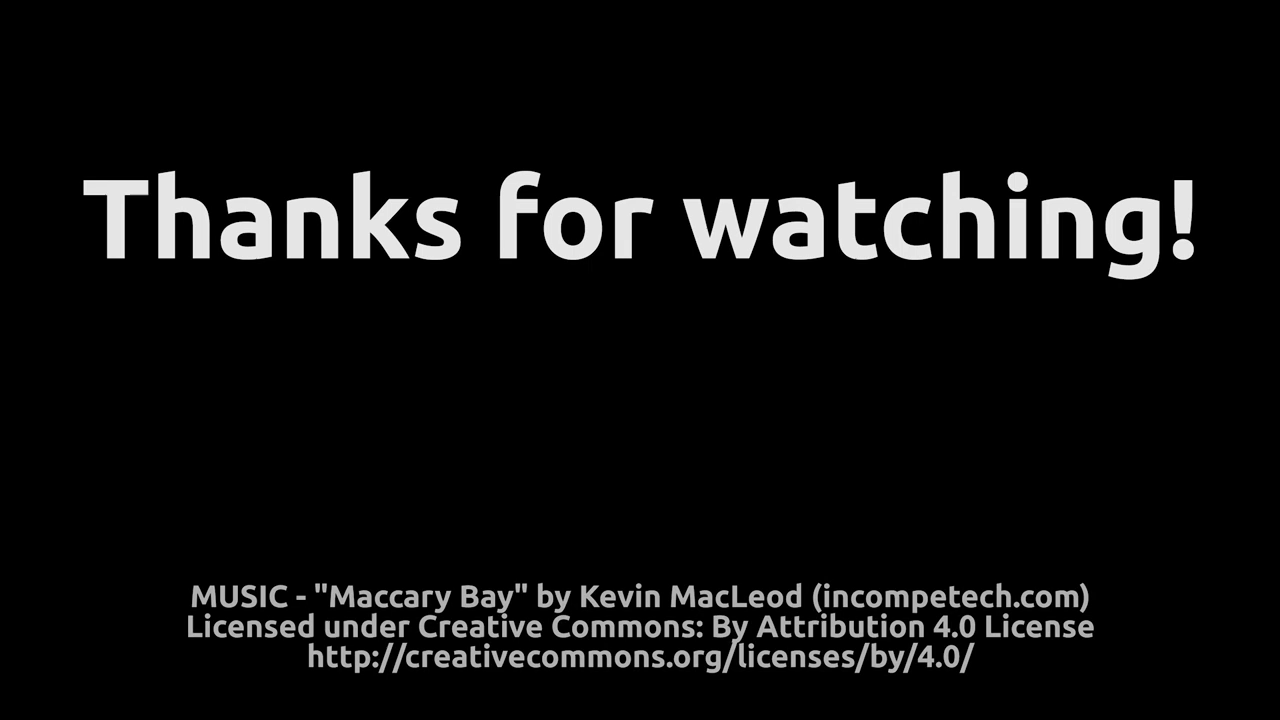 Thanks for watching!
MUSIC - "Maccary Bay" by Kevin MacLeod (incompetech.com)
Licensed under Creative Commons: By Attribution 4.0 License
http://creativecommons.org/licenses/by/4.0/